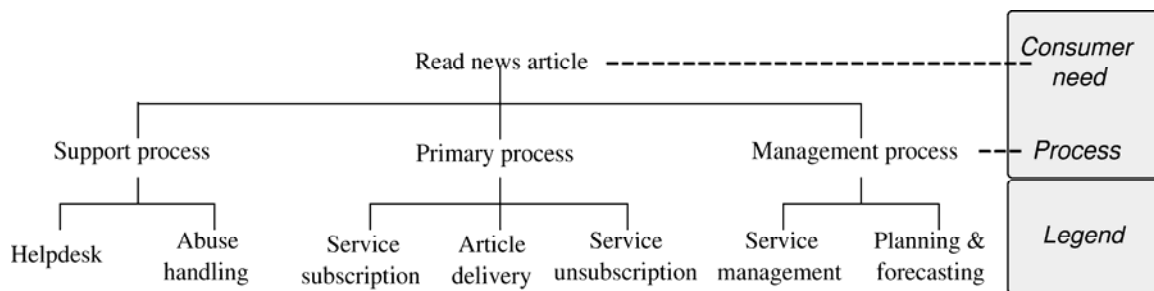 Read news article
Consumer
need
Support process
Primary process
Management process
Process
Helpdesk
Abuse
handling
Service
subscription
Article
delivery
Service
unsubscription
Service
management
Planning &
forecasting
Legend